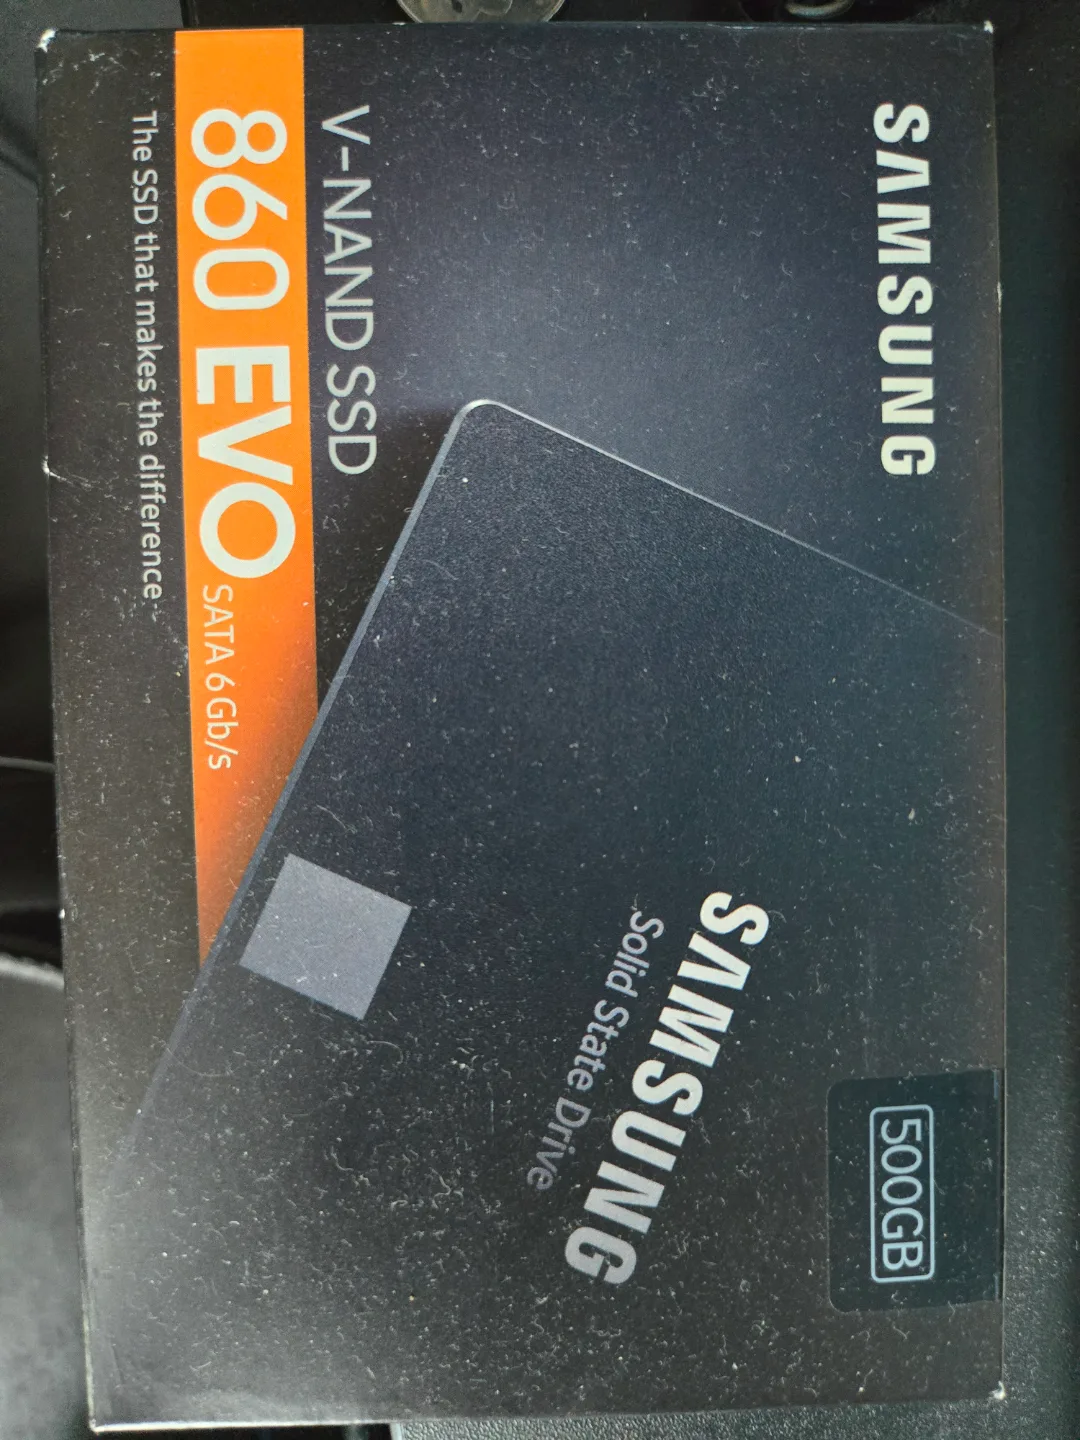 SAMSUNG
500GB
SAMSUNG
Solid State Drive
V-NAND SSD
860 EVO SATA 6 Gb/s
The SSD that makes the difference